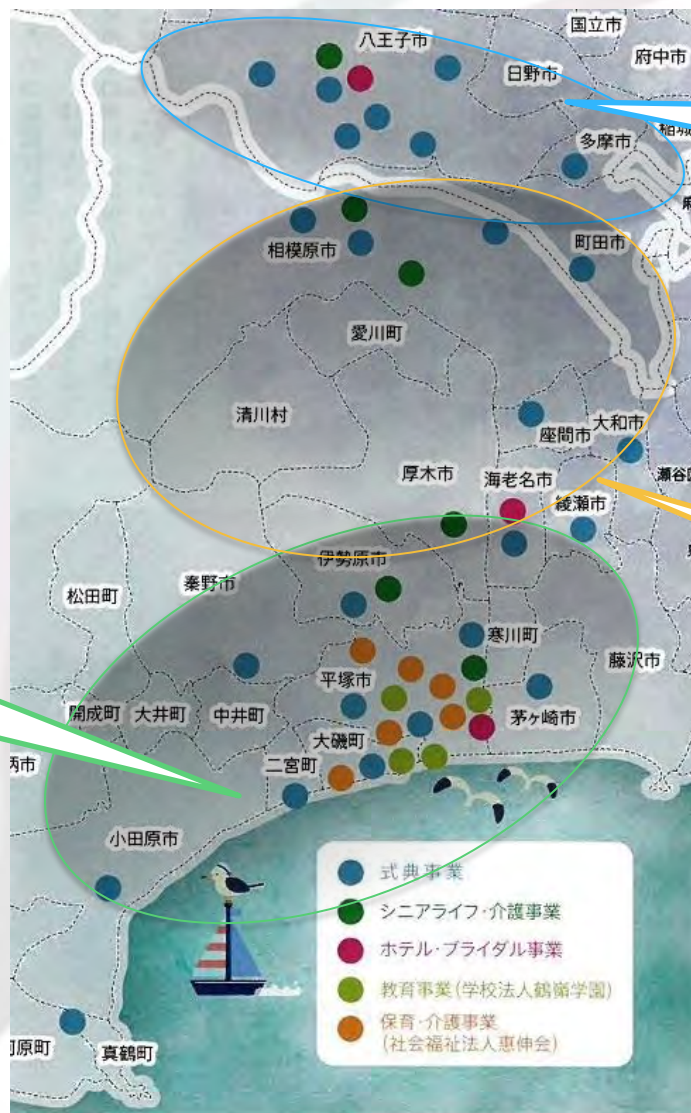 国立市
八王子市
府中市
日野市
多摩市
相模原市
町田市
愛川町
清川村
座間市
大和市
厚木市
海老名市
綾瀬市
伊勢原市
秦野市
松田町
寒川町
藤沢市
平塚市
開成町
大井町
中井町
茅ヶ崎市
大磯町
二宮町
小田原市
真鶴町
式典事業
シニアライフ・介護事業
ホテル・ブライダル事業
教育事業(学校法人鶴嶺学園)
保育・介護事業
(社会福祉法人惠伸会)